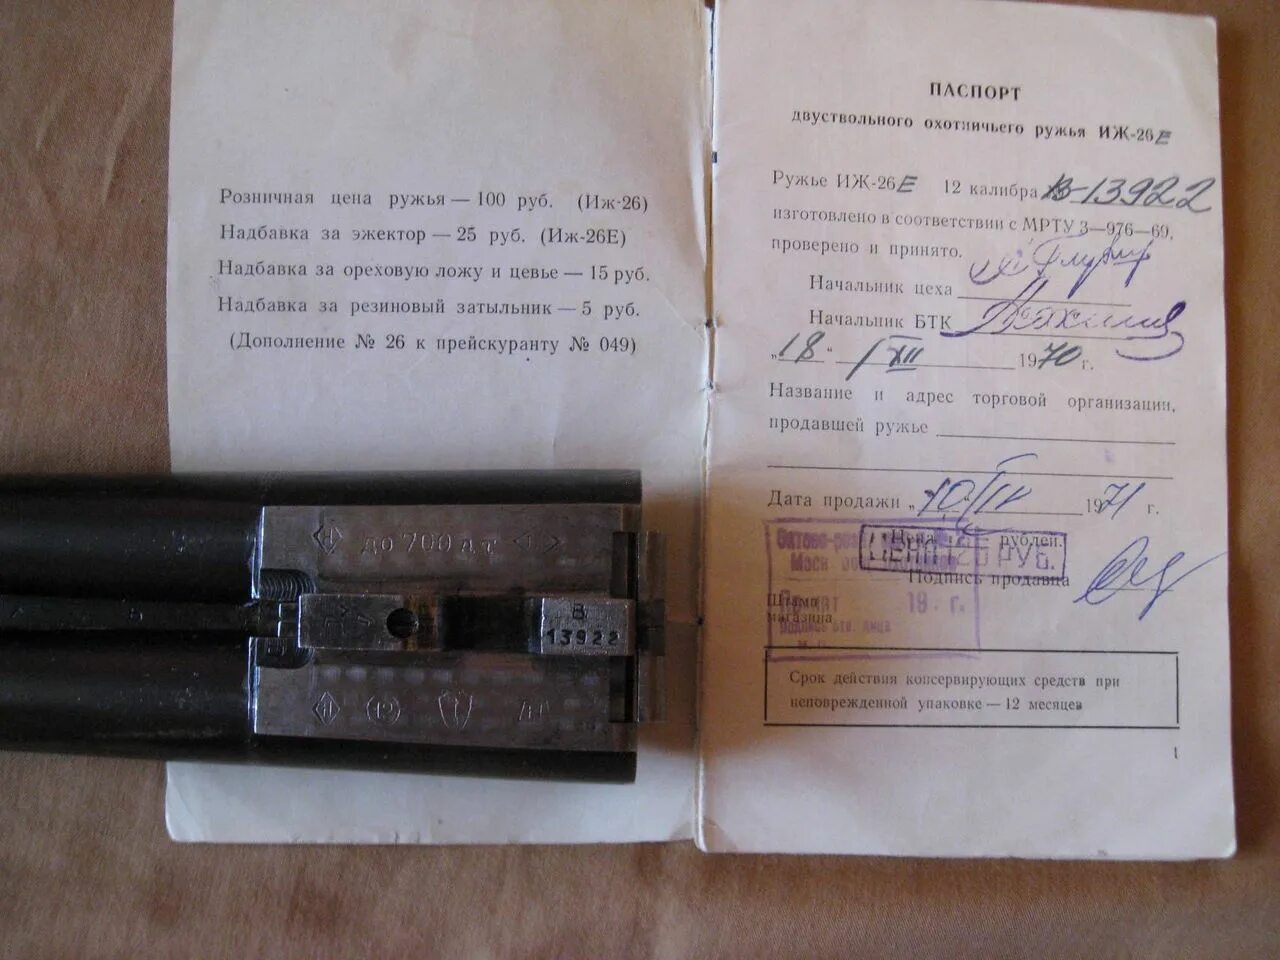 Розничная цена ружья — 100 руб. (Иж-26)
Надбавка за эжектор — 25 руб. (Иж-26Е)
Надбавка за ореховую ложу и цевье — 15 руб.
Надбавка за резиновый затыльник — 5 руб.
(Дополнение № 26 к прейскуранту № 049)
до 700 д.т
12
В
13922
ПАСПОРТ
двуствольного охотничьего ружья ИЖ-26Е
Ружье ИЖ-26Е 12 калибра В-13922
изготовлено в соответствии с МРТУ 3—976—69,
проверено и принято.
Начальник цеха
Начальник БТК
„18“ XII 1970 г.
Название и адрес торговой организации,
продавшей ружье
Дата продажи „10 1971 г.
Цена рублей.
ЦЕНА 125 РУБ.
Подпись продавца
Штамп
магазина
19 г.
Срок действия консервирующих средств при
неповрежденной упаковке — 12 месяцев
1